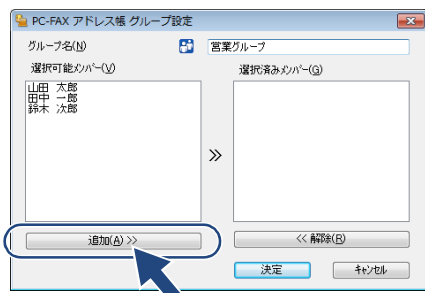 PC-FAX アドレス帳 グループ設定
グループ名(N) 営業グループ
選択可能メンバー(V) 選択済みメンバー(G)
山田 太郎
田中 一郎
鈴木 次郎
>>
追加(A) >> << 解除(R)
決定 キャンセル